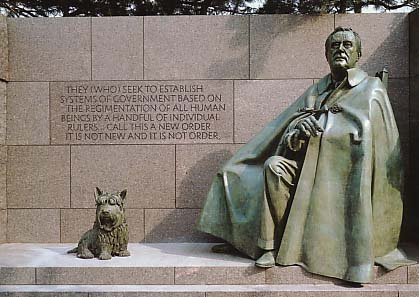 THEY (WHO) SEEK TO ESTABLISH
SYSTEMS OF GOVERNMENT BASED ON
THE REGIMENTATION OF ALL HUMAN
BEINGS BY A HANDFUL OF INDIVIDUAL
RULERS... CALL THIS A NEW ORDER.
IT IS NOT NEW AND IT IS NOT ORDER.